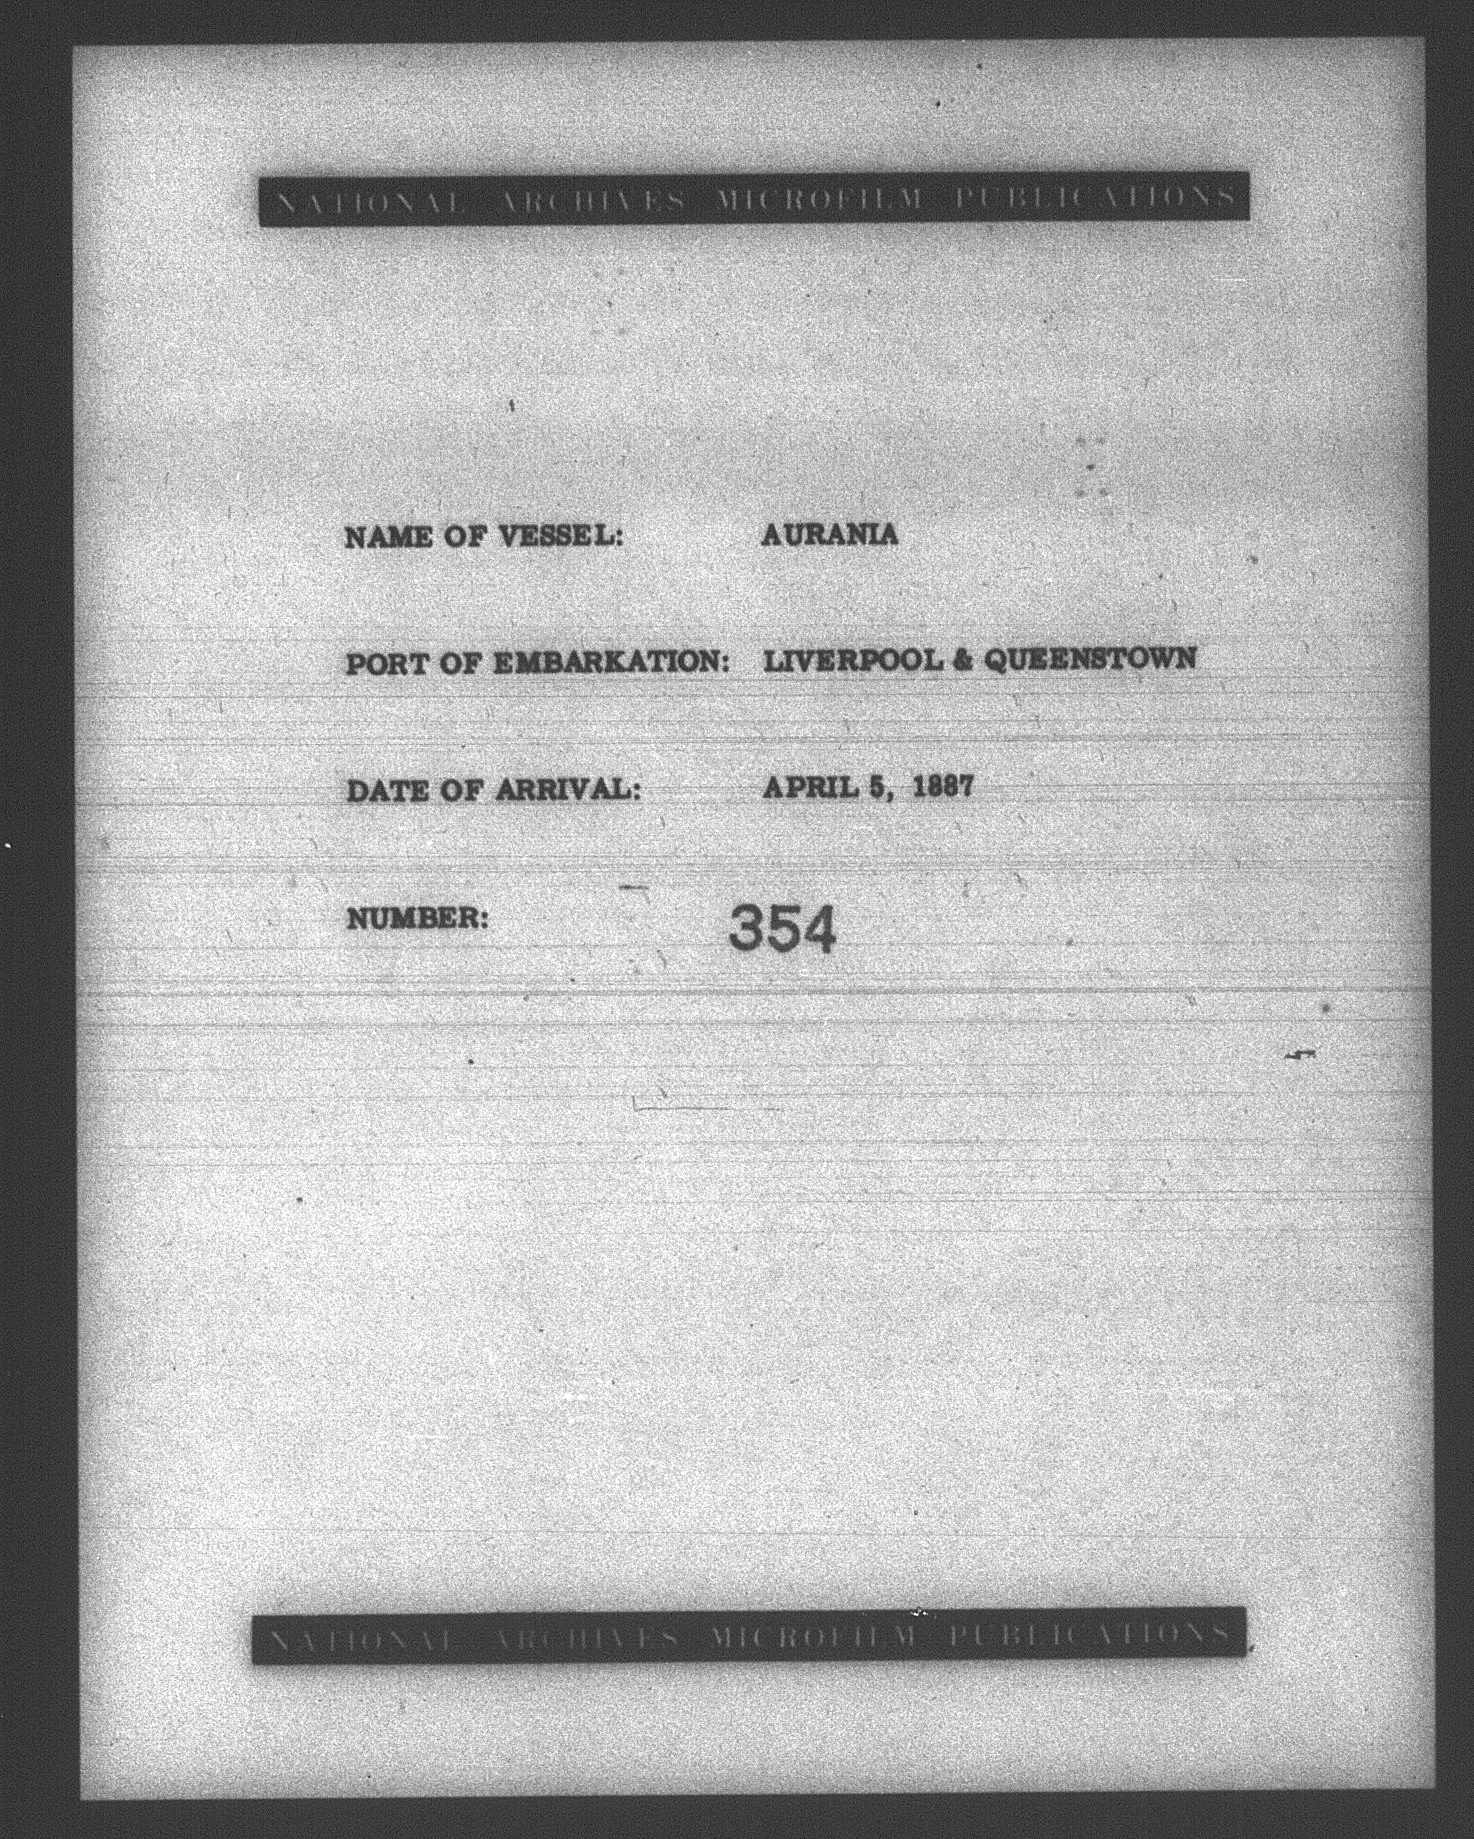 NATIONAL ARCHIVES MICROFILM PUBLICATIONS
NAME OF VESSEL: AURANIA
PORT OF EMBARKATION: LIVERPOOL & QUEENSTOWN
DATE OF ARRIVAL: APRIL 5, 1887
NUMBER: 354
NATIONAL ARCHIVES MICROFILM PUBLICATIONS